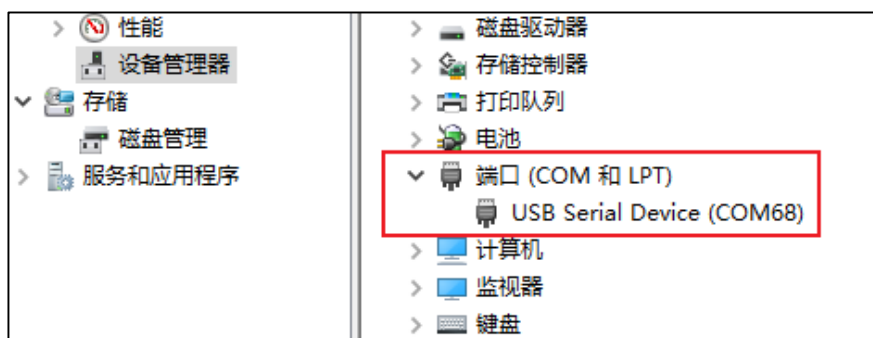 性能
设备管理器
存储
磁盘管理
服务和应用程序
磁盘驱动器
存储控制器
打印队列
电池
端口 (COM 和 LPT)
USB Serial Device (COM68)
计算机
监视器
键盘